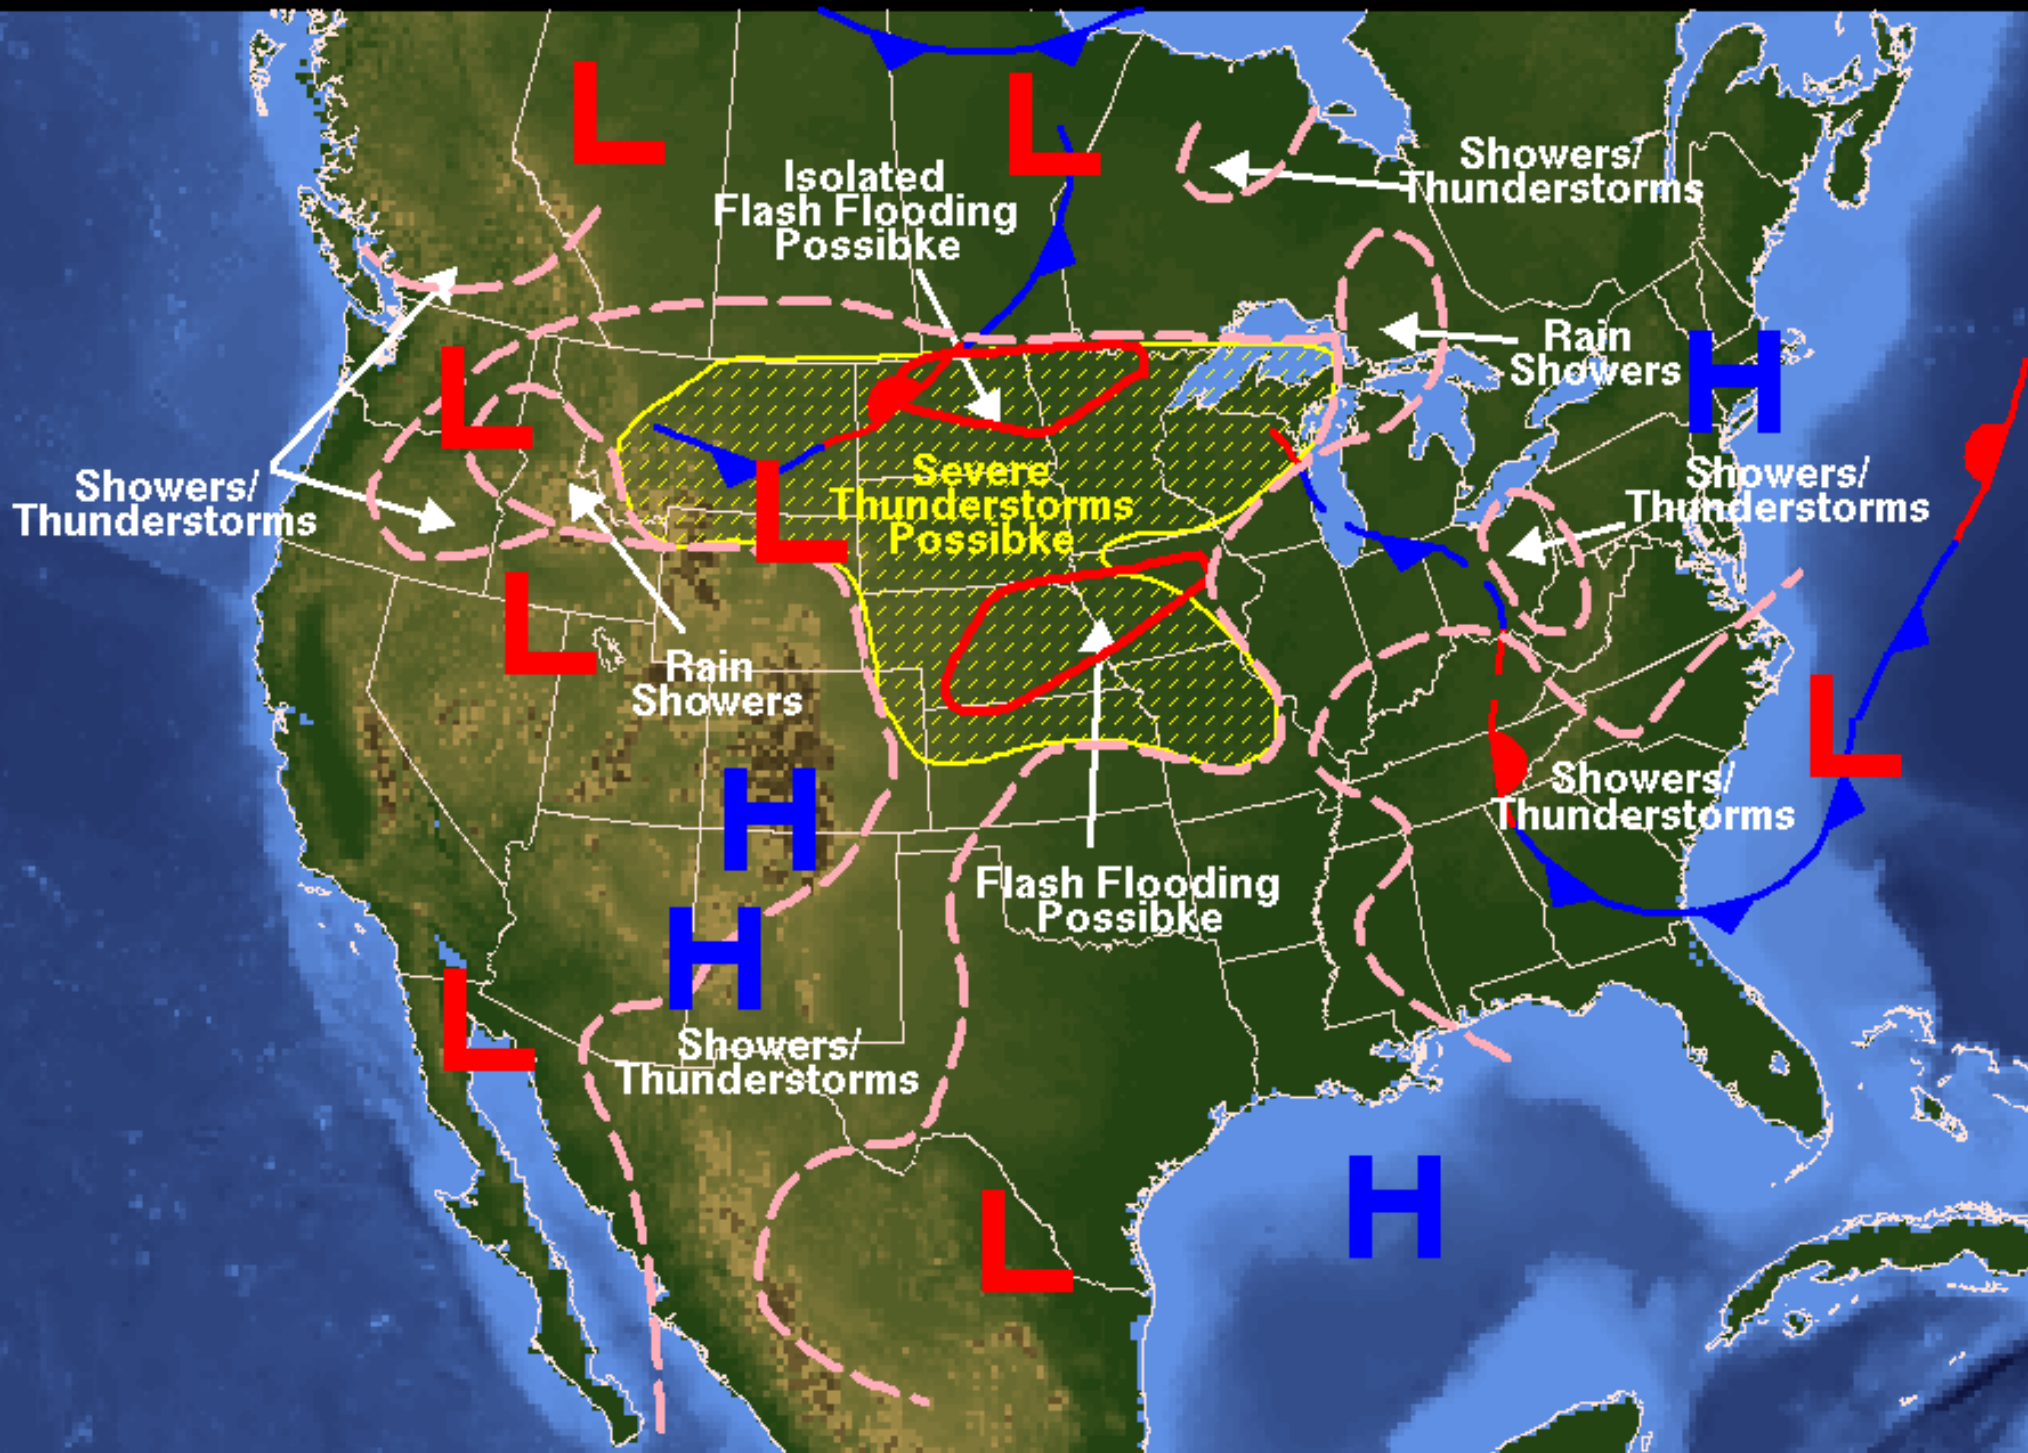 L
L
Showers/
Thunderstorms
Isolated
Flash Flooding
Possibke
Rain
Showers
H
L
Showers/
Thunderstorms
Severe
Thunderstorms
Possibke
L
Showers/
Thunderstorms
L
Rain
Showers
L
H
Showers/
Thunderstorms
Flash Flooding
Possibke
H
L
Showers/
Thunderstorms
H
L